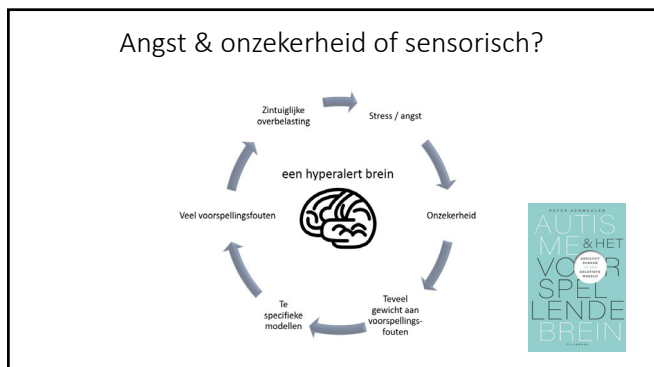 Angst & onzekerheid of sensorisch?
Zintuiglijke
overbelasting
Stress / angst
een hyperalert brein
Veel voorspellingsfouten
Onzekerheid
Te
specifieke
modellen
Teveel
gewicht aan
voorspellings-
fouten
PETER VERMEULEN
AUTIS
ME & HET
VOOR
SPEL
LENDE
BREIN